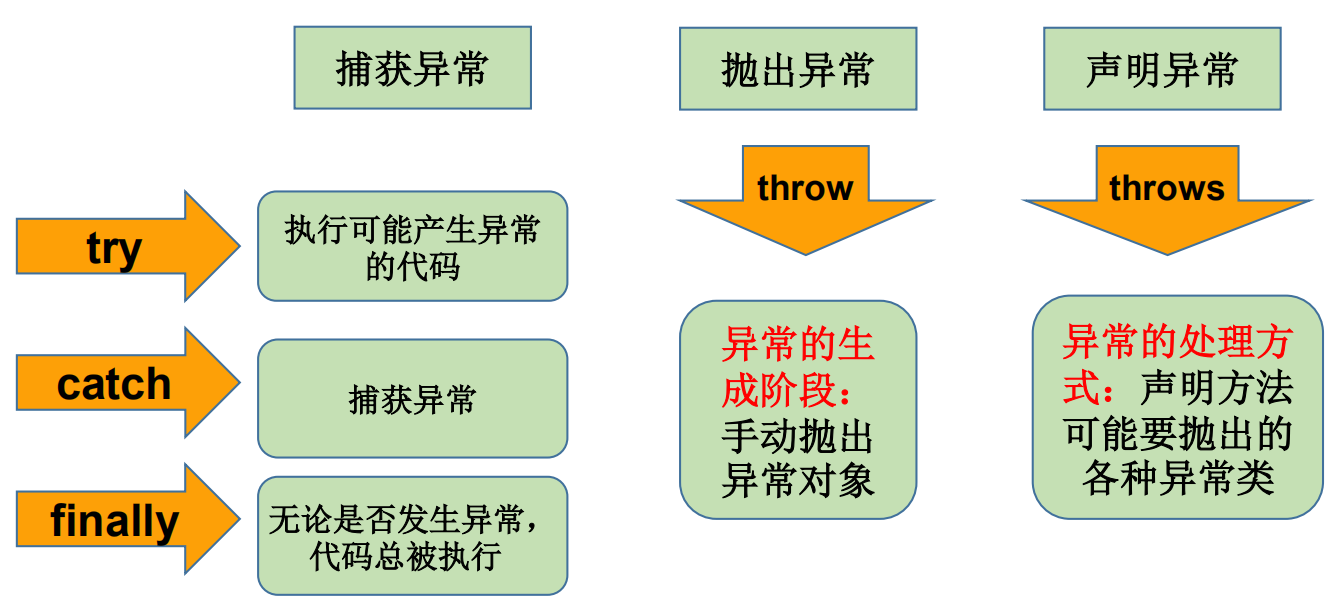 捕获异常
抛出异常
声明异常
try
执行可能产生异常
的代码
catch
捕获异常
finally
无论是否发生异常，
代码总被执行
throw
异常的生
成阶段：
手动抛出
异常对象
throws
异常的处理方
式：声明方法
可能要抛出的
各种异常类